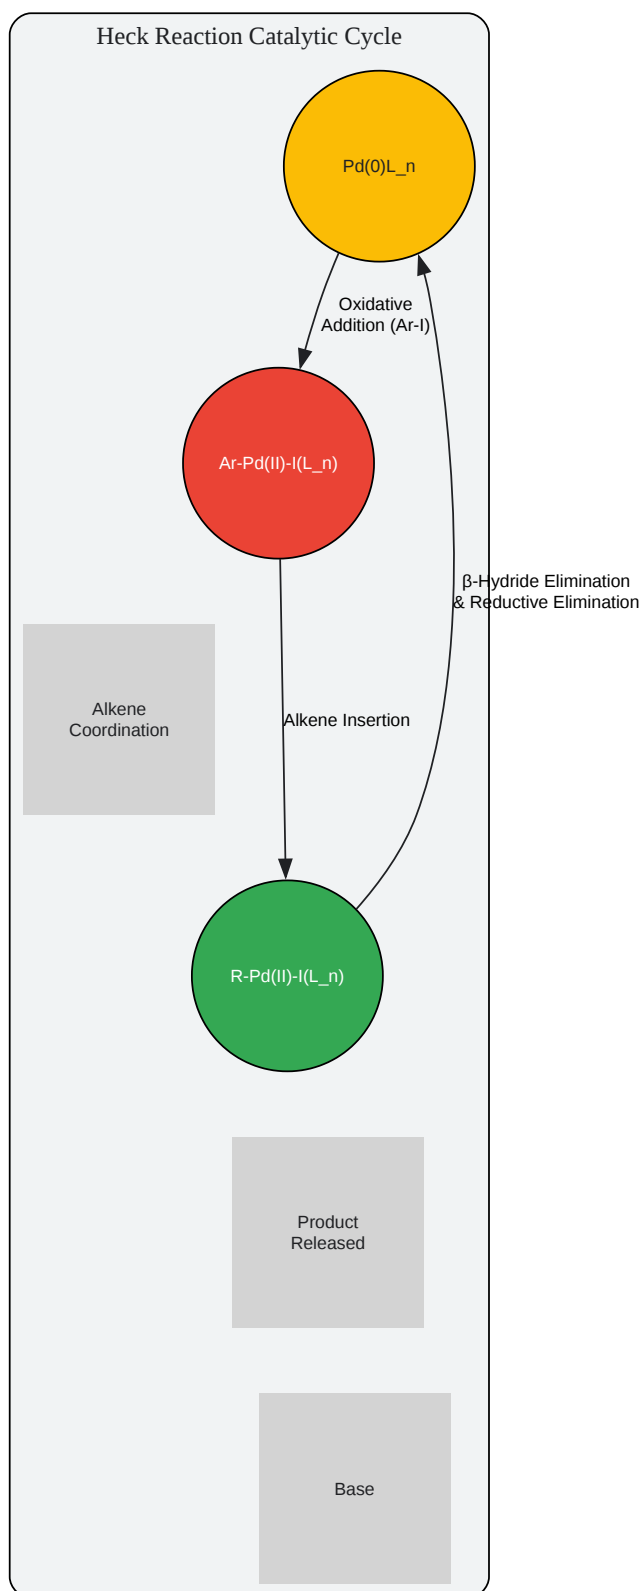 Heck Reaction Catalytic Cycle
Pd(0)L_n
Oxidative
Addition (Ar-I)
Ar-Pd(II)-I(L_n)
β-Hydride Elimination
& Reductive Elimination
Alkene
Coordination
Alkene Insertion
R-Pd(II)-I(L_n)
Product
Released
Base